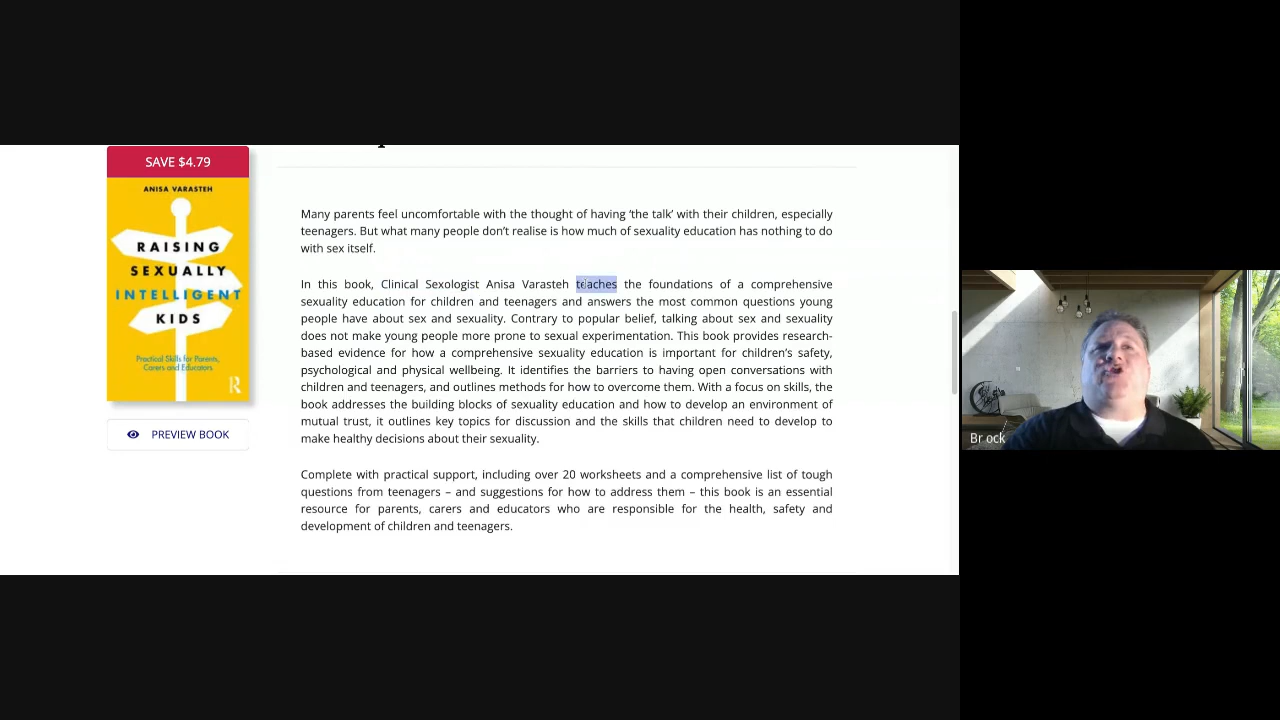 SAVE $4.79
ANISA VARASTEH
RAISING
SEXUALLY
INTELLIGENT
KIDS
Practical Skills for Parents,
Carers and Educators
R
PREVIEW BOOK
Many parents feel uncomfortable with the thought of having ‘the talk’ with their children, especially
teenagers. But what many people don’t realise is how much of sexuality education has nothing to do
with sex itself.
In this book, Clinical Sexologist Anisa Varasteh teaches the foundations of a comprehensive
sexuality education for children and teenagers and answers the most common questions young
people have about sex and sexuality. Contrary to popular belief, talking about sex and sexuality
does not make young people more prone to sexual experimentation. This book provides research-
based evidence for how a comprehensive sexuality education is important for children’s safety,
psychological and physical wellbeing. It identifies the barriers to having open conversations with
children and teenagers, and outlines methods for how to overcome them. With a focus on skills, the
book addresses the building blocks of sexuality education and how to develop an environment of
mutual trust, it outlines key topics for discussion and the skills that children need to develop to
make healthy decisions about their sexuality.
Complete with practical support, including over 20 worksheets and a comprehensive list of tough
questions from teenagers – and suggestions for how to address them – this book is an essential
resource for parents, carers and educators who are responsible for the health, safety and
development of children and teenagers.
Br ock